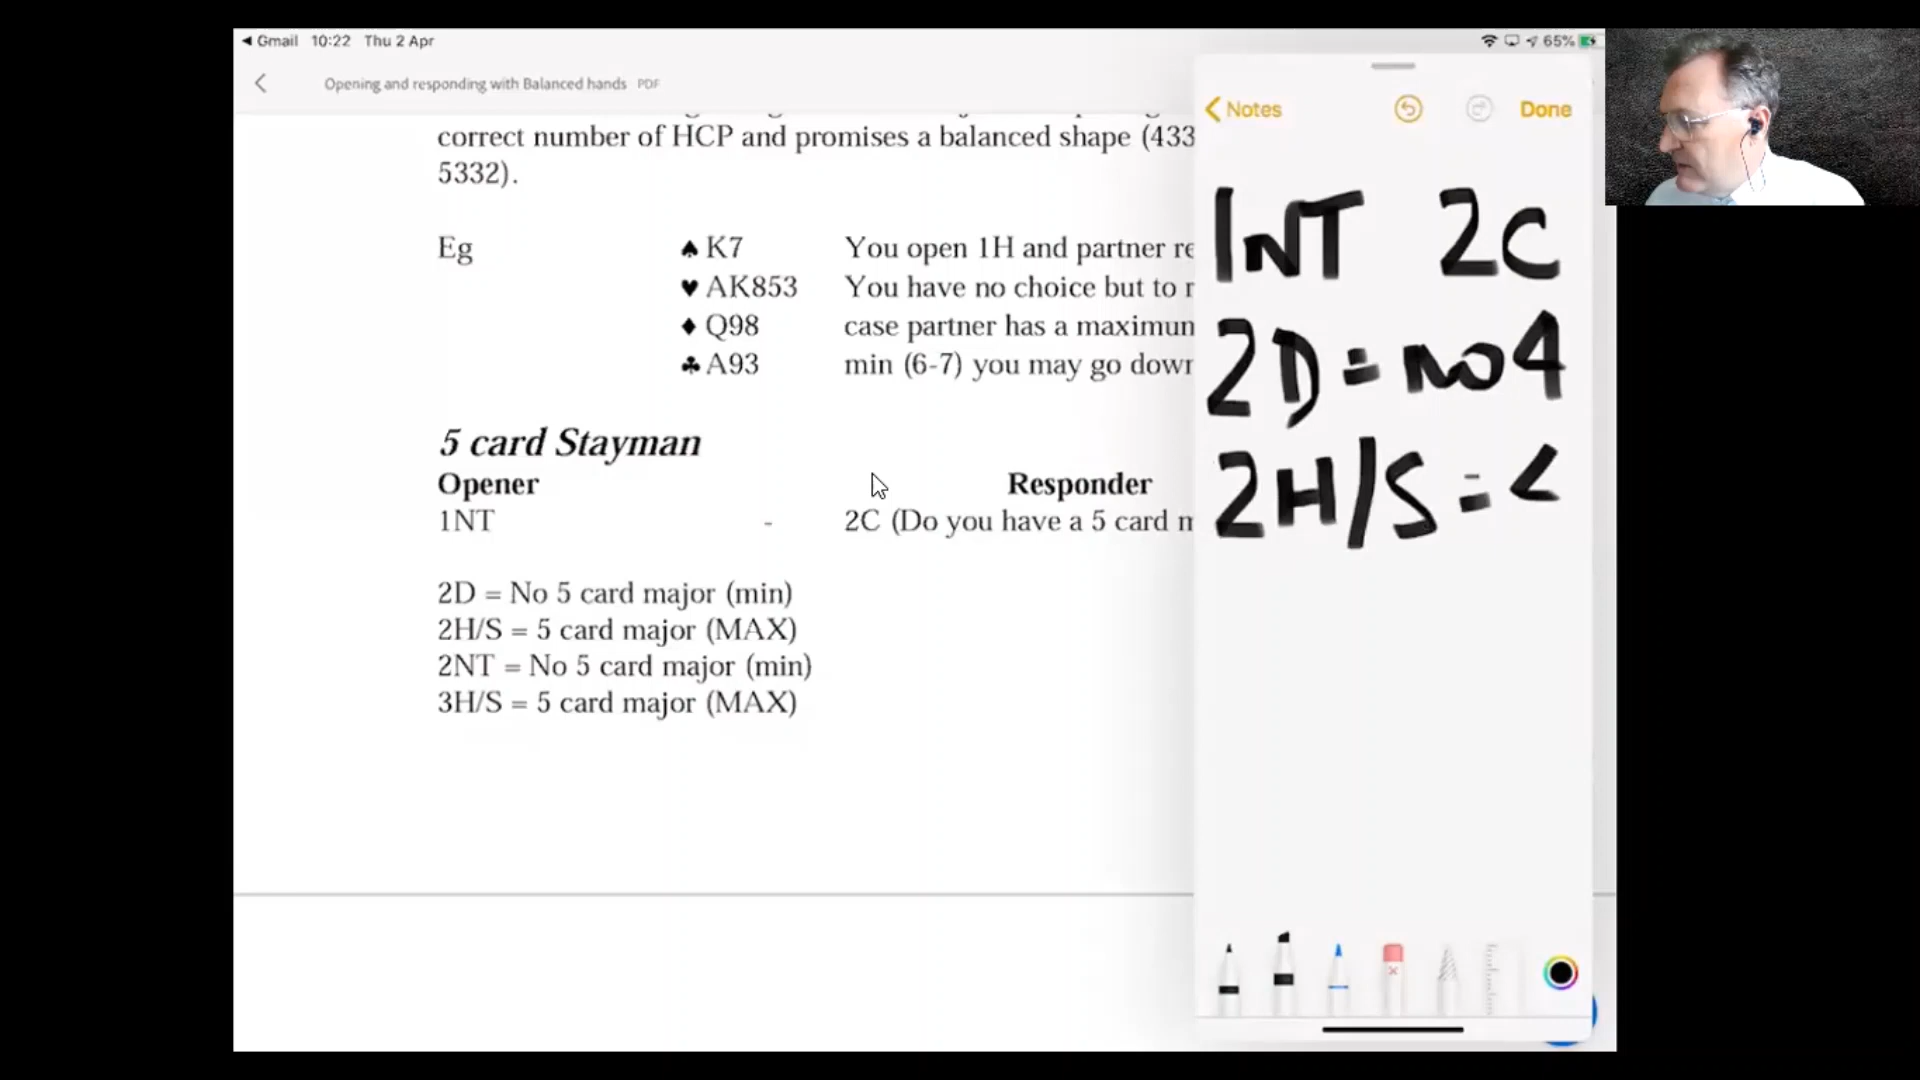 Gmail 10:22 Thu 2 Apr
65%
Opening and responding with Balanced hands PDF
correct number of HCP and promises a balanced shape (433
5332).
Eg ♠ K7 You open 1H and partner re
♥ AK853 You have no choice but to r
♦ Q98 case partner has a maximum
♣ A93 min (6-7) you may go down
5 card Stayman
Opener Responder
1NT - 2C (Do you have a 5 card m
2D = No 5 card major (min)
2H/S = 5 card major (MAX)
2NT = No 5 card major (min)
3H/S = 5 card major (MAX)
Notes Done
1NT 2C
2D = no 4
2H/S =